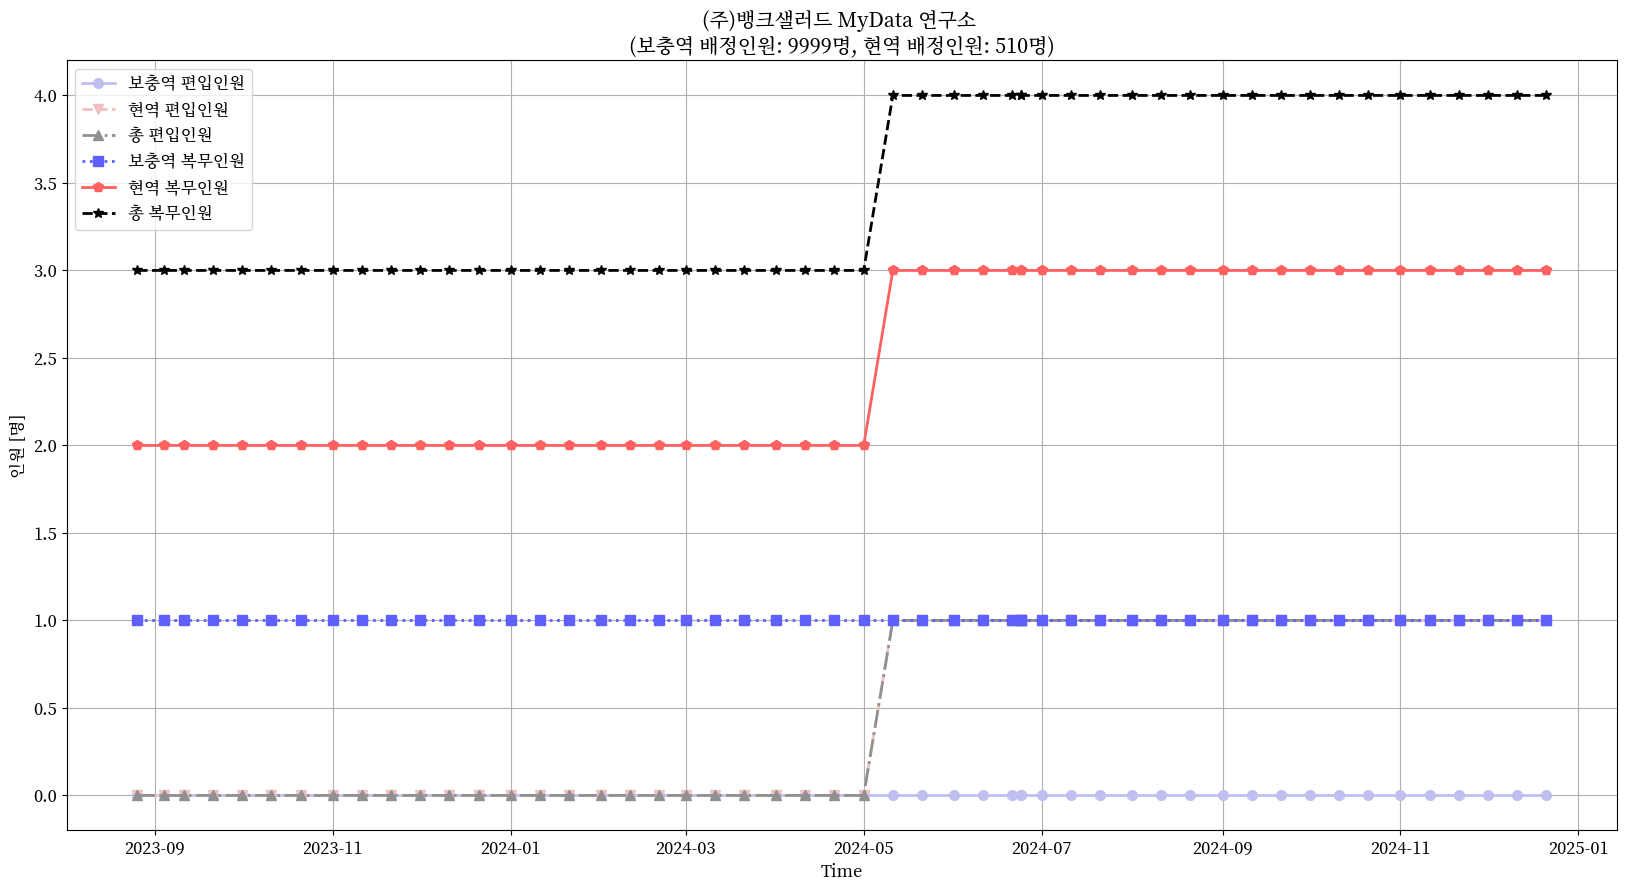 (주)뱅크샐러드 MyData 연구소
(보충역 배정인원: 9999명, 현역 배정인원: 510명)
보충역 편입인원
현역 편입인원
총 편입인원
보충역 복무인원
현역 복무인원
총 복무인원
4.0
3.5
3.0
2.5
2.0
1.5
1.0
0.5
0.0
인원 [명]
2023-09 2023-11 2024-01 2024-03 2024-05 2024-07 2024-09 2024-11 2025-01
Time